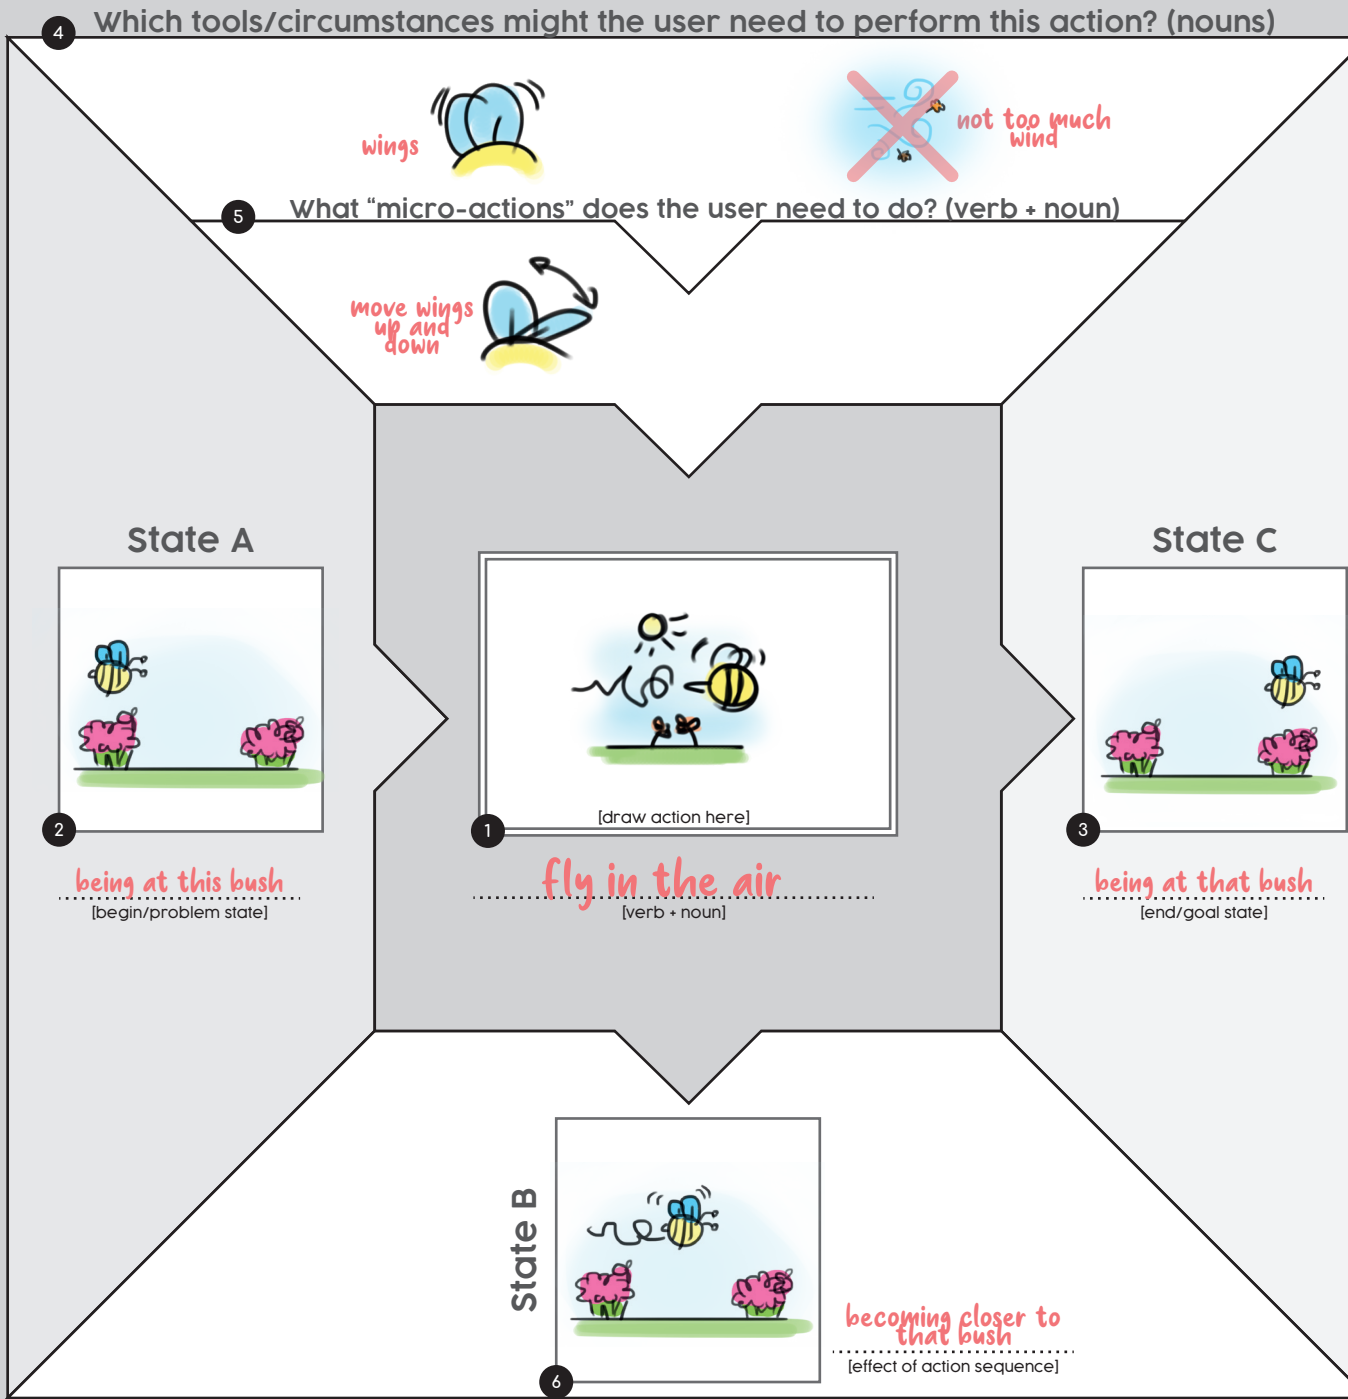 4 Which tools/circumstances might the user need to perform this action? (nouns)
wings
not too much
wind
5 What “micro-actions” does the user need to do? (verb + noun)
move wings
up and
down
State A
2
being at this bush
[begin/problem state]
[draw action here]
1
fly in the air
[verb + noun]
State C
3
being at that bush
[end/goal state]
State B
6
becoming closer to
that bush
[effect of action sequence]